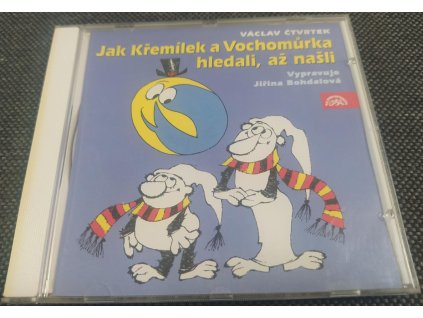 VÁCLAV ČTVRTEK
Jak Křemílek a Vochomůrka
hledali, až našli
Vypravuje
Jiřina Bohdalová